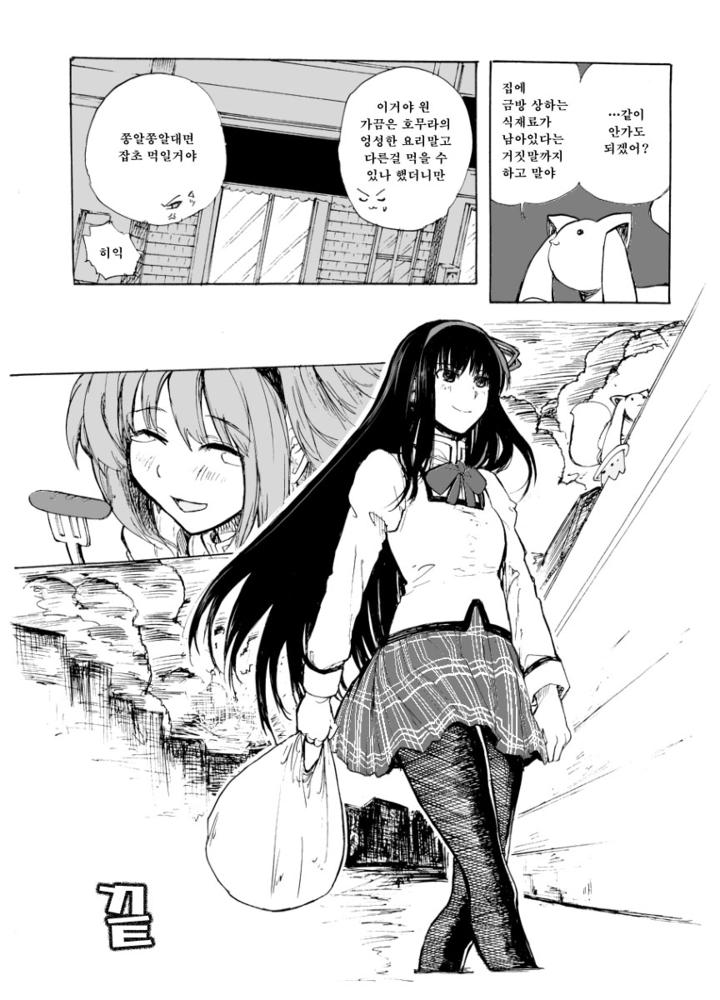 …같이
안가도
되겠어?
집에
금방 상하는
식재료가
남아있다는
거짓말까지
하고 말야
이거야 원
가끔은 호무라의
엉성한 요리말고
다른걸 먹을 수
있나 했더니만
쫑알쫑알대면
잡초 먹일거야
히익
끝